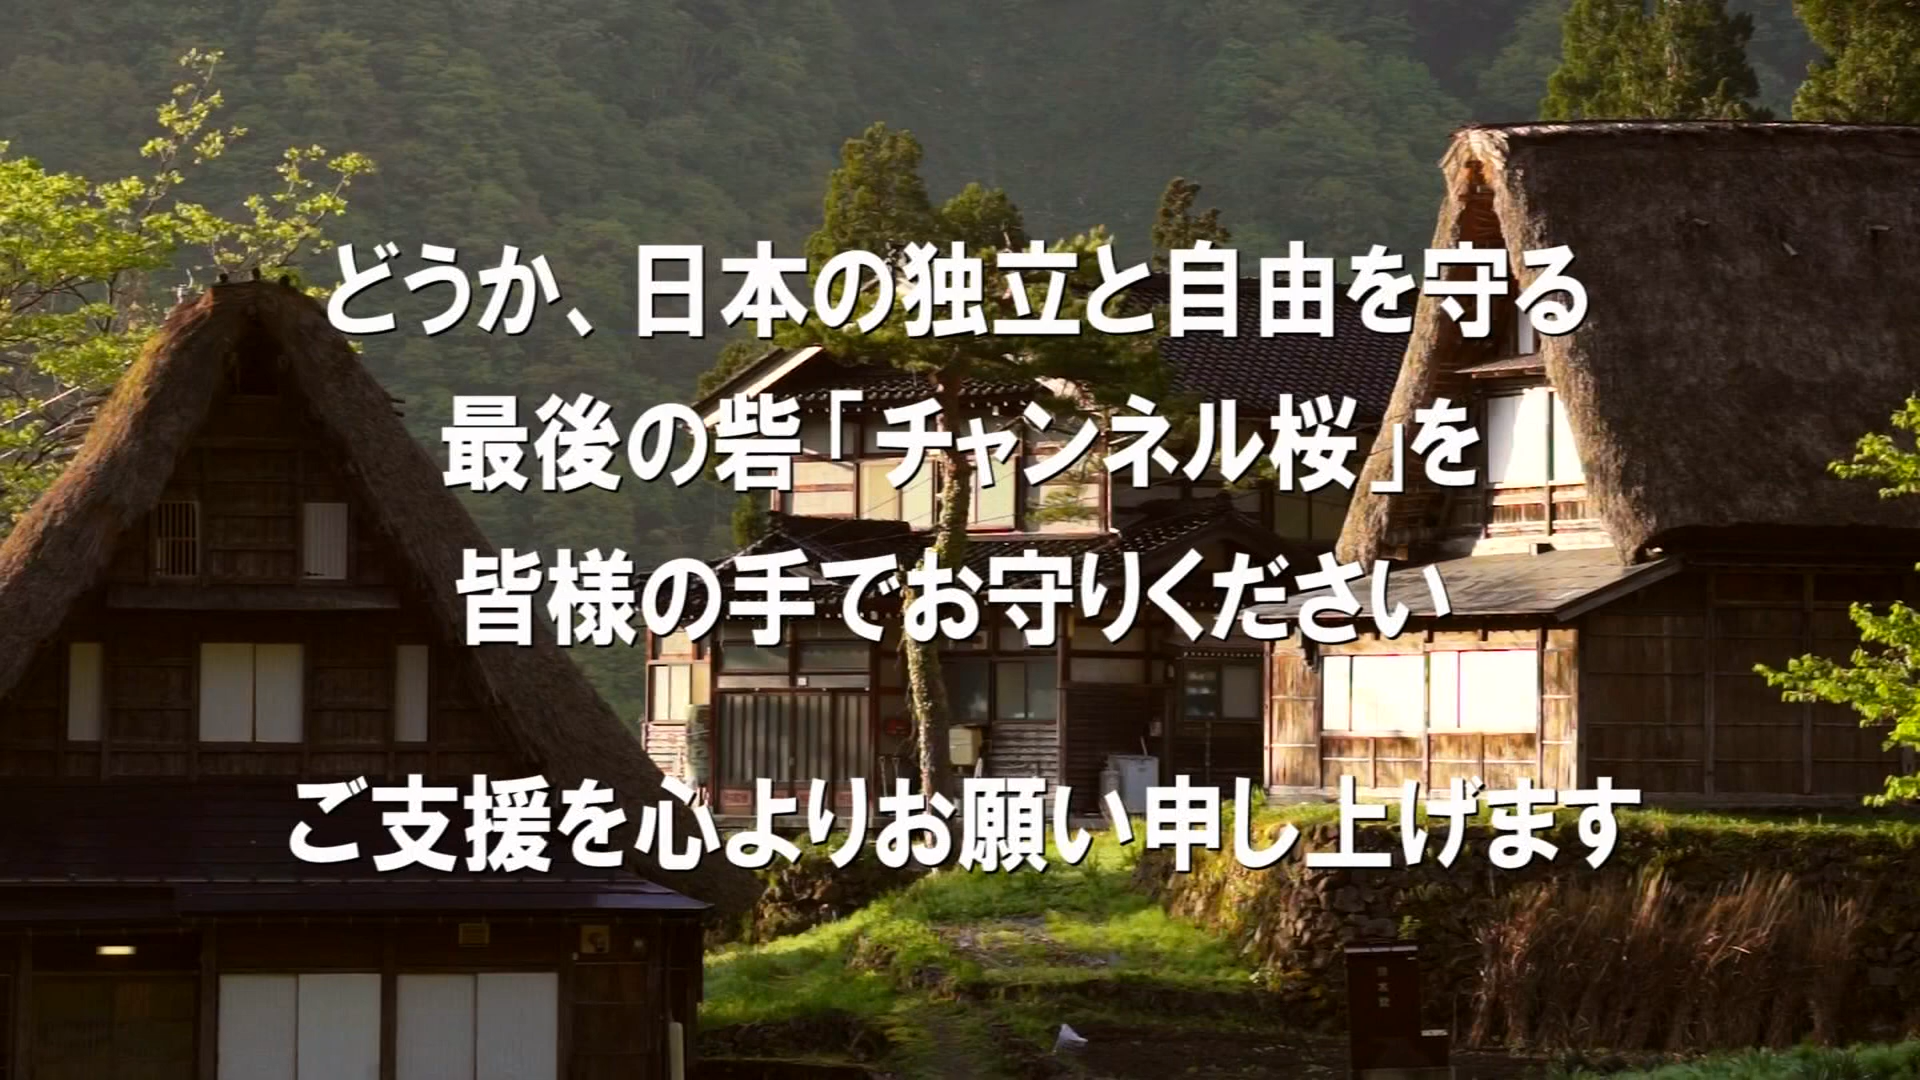 どうか、日本の独立と自由を守る
最後の砦「チャンネル桜」を
皆様の手でお守りください
ご支援を心よりお願い申し上げます